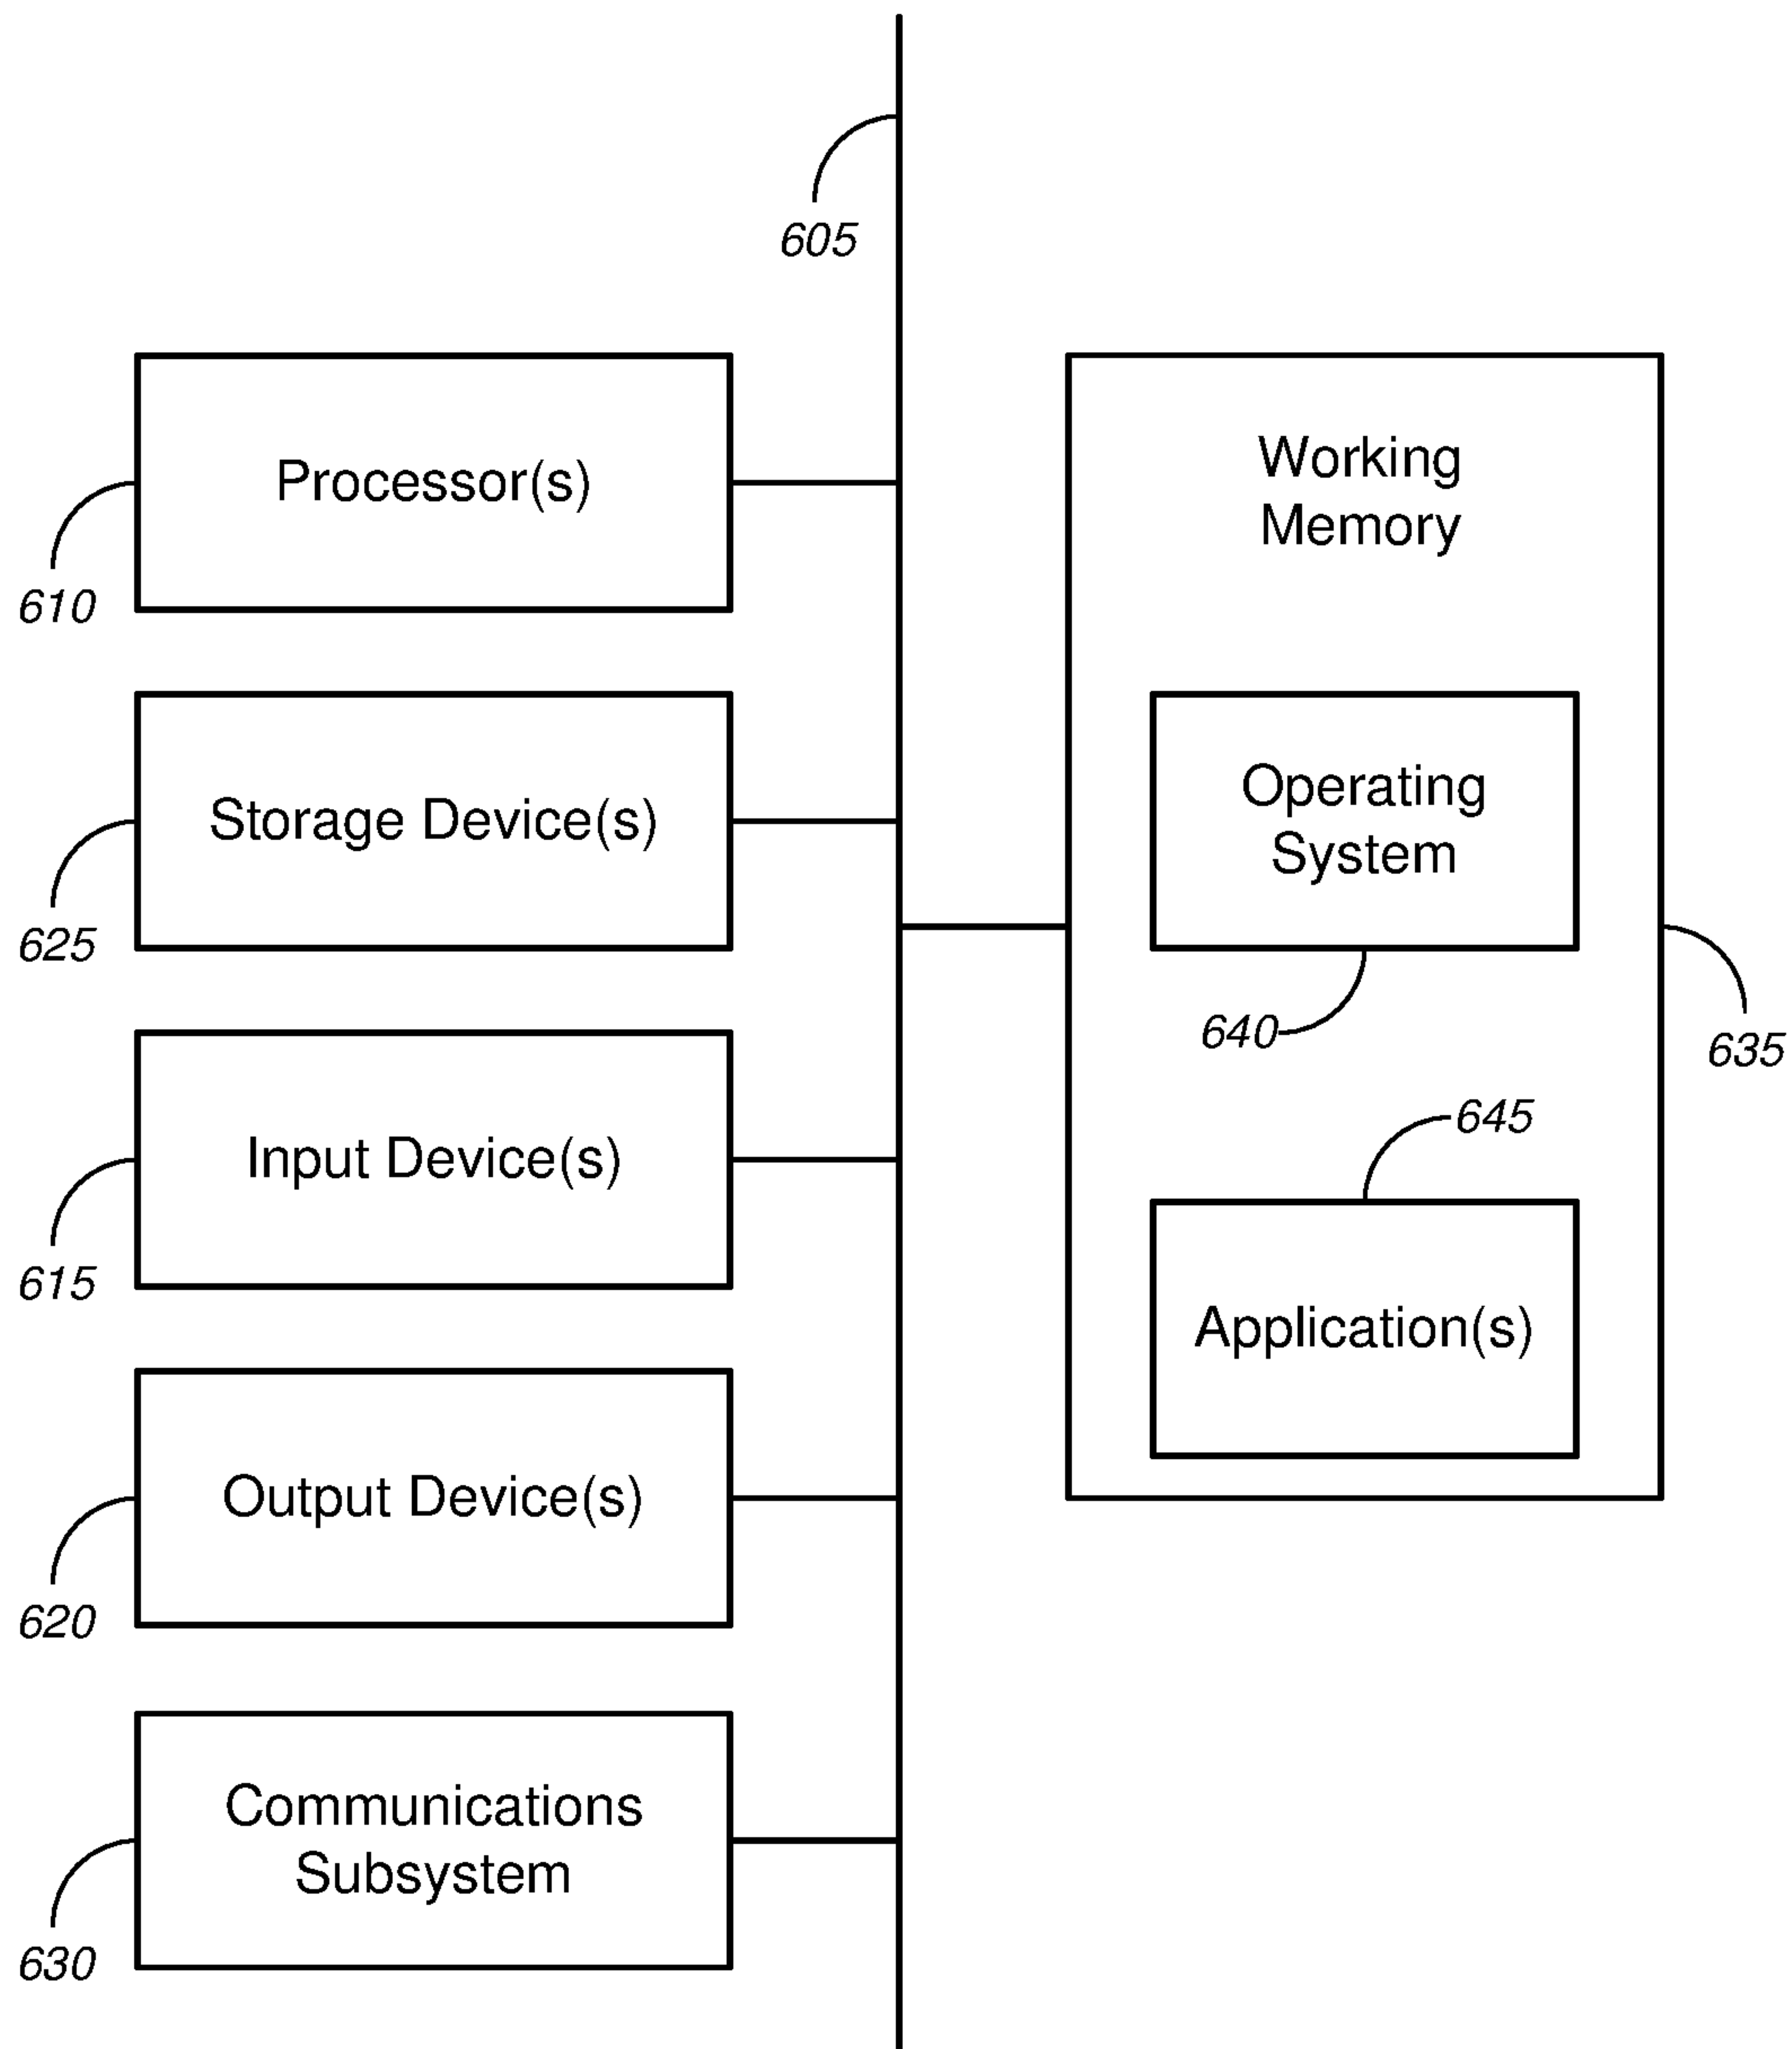 605
Processor(s)
610
Storage Device(s)
625
Input Device(s)
615
Output Device(s)
620
Communications
Subsystem
630
Working
Memory
Operating
System
640
635
645
Application(s)